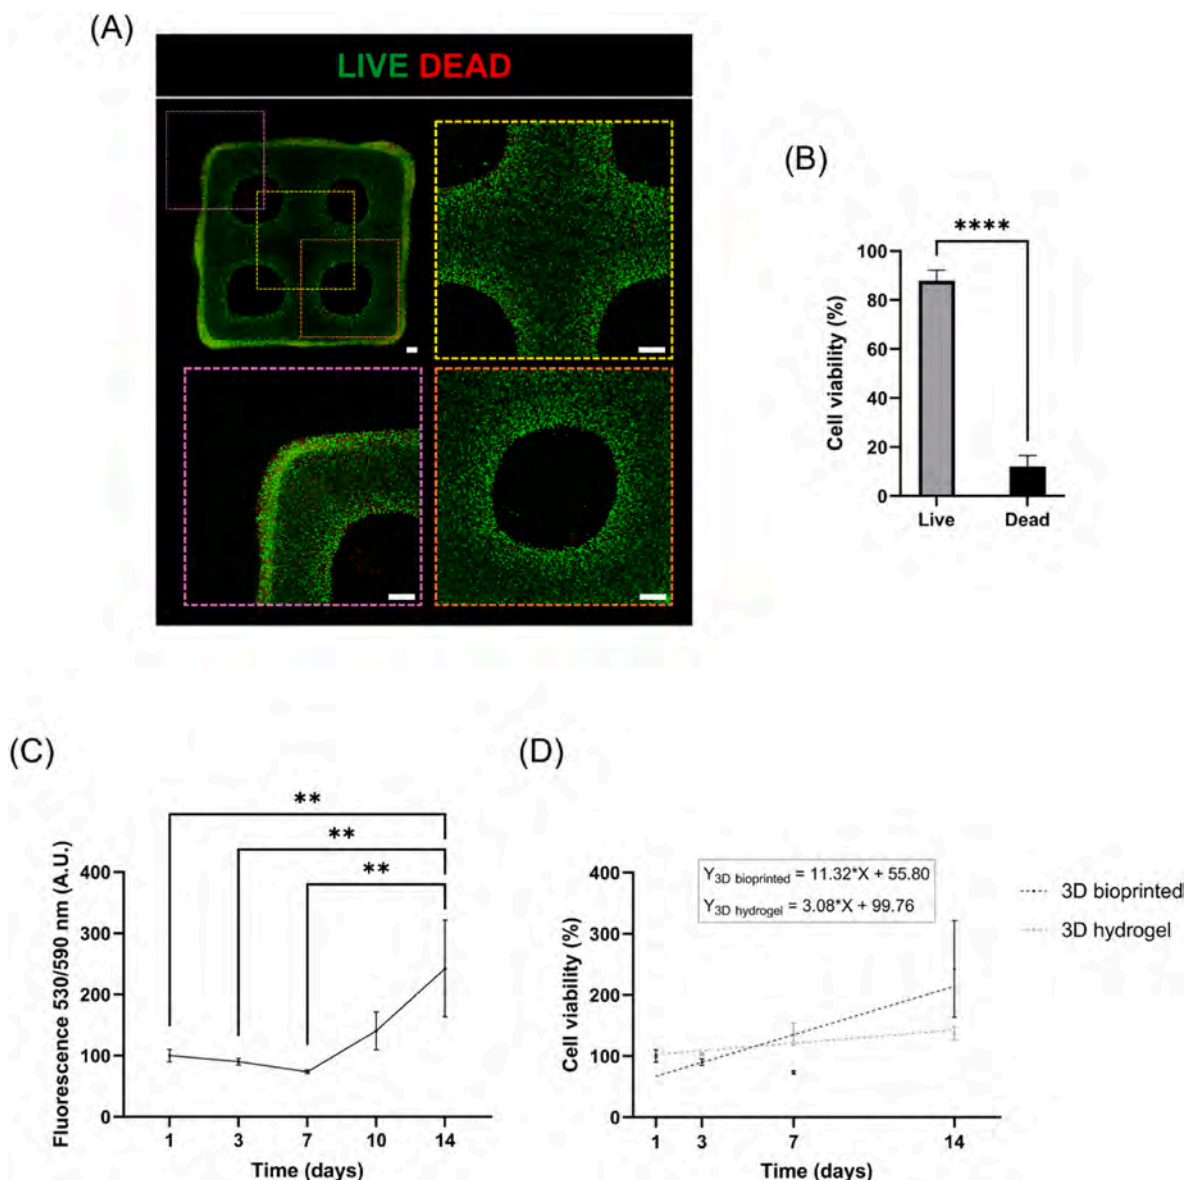 (A)
LIVE DEAD
(B)
****
Cell viability (%)
100
80
60
40
20
0
Live
Dead
(C)
**
**
**
Fluorescence 530/590 nm (A.U.)
400
300
200
100
0
1 3 7 10 14
Time (days)
(D)
Cell viability (%)
400
300
200
100
0
Y3D bioprinted = 11.32*X + 55.80
Y3D hydrogel = 3.08*X + 99.76
3D bioprinted
3D hydrogel
1 3 7 14
Time (days)